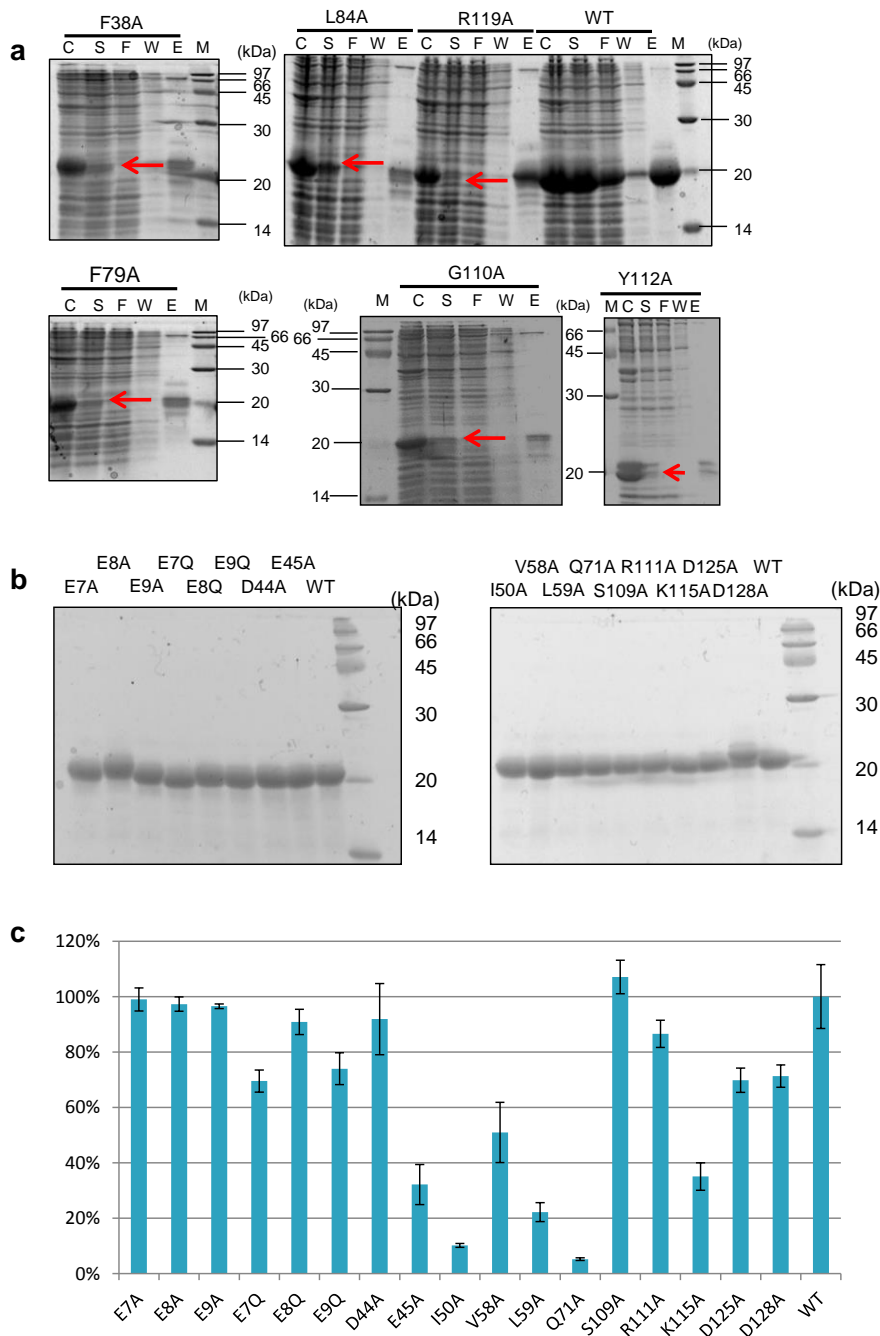 a
F38A
C S F W E M (kDa)
97
66
45
30
20
14
L84A R119A WT
C S F W E C S F W E C S F W E M (kDa)
97
66
45
30
20
14
F79A
C S F W E M (kDa)
97
66
45
30
20
14
G110A
(kDa) M C S F W E
97
66
45
30
20
14
Y112A
(kDa) M C S F W E
66
45
30
20
b
E8A E7Q E9Q E45A
E7A E9A E8Q D44A WT (kDa)
97
66
45
30
20
14
V58A Q71A R111A D125A WT
I50A L59A S109A K115A D128A (kDa)
97
66
45
30
20
14
c
120%
100%
80%
60%
40%
20%
0%
E7A E8A E9A E7Q E8Q E9Q D44A E45A I50A V58A L59A Q71A S109A R111A K115A D125A D128A WT